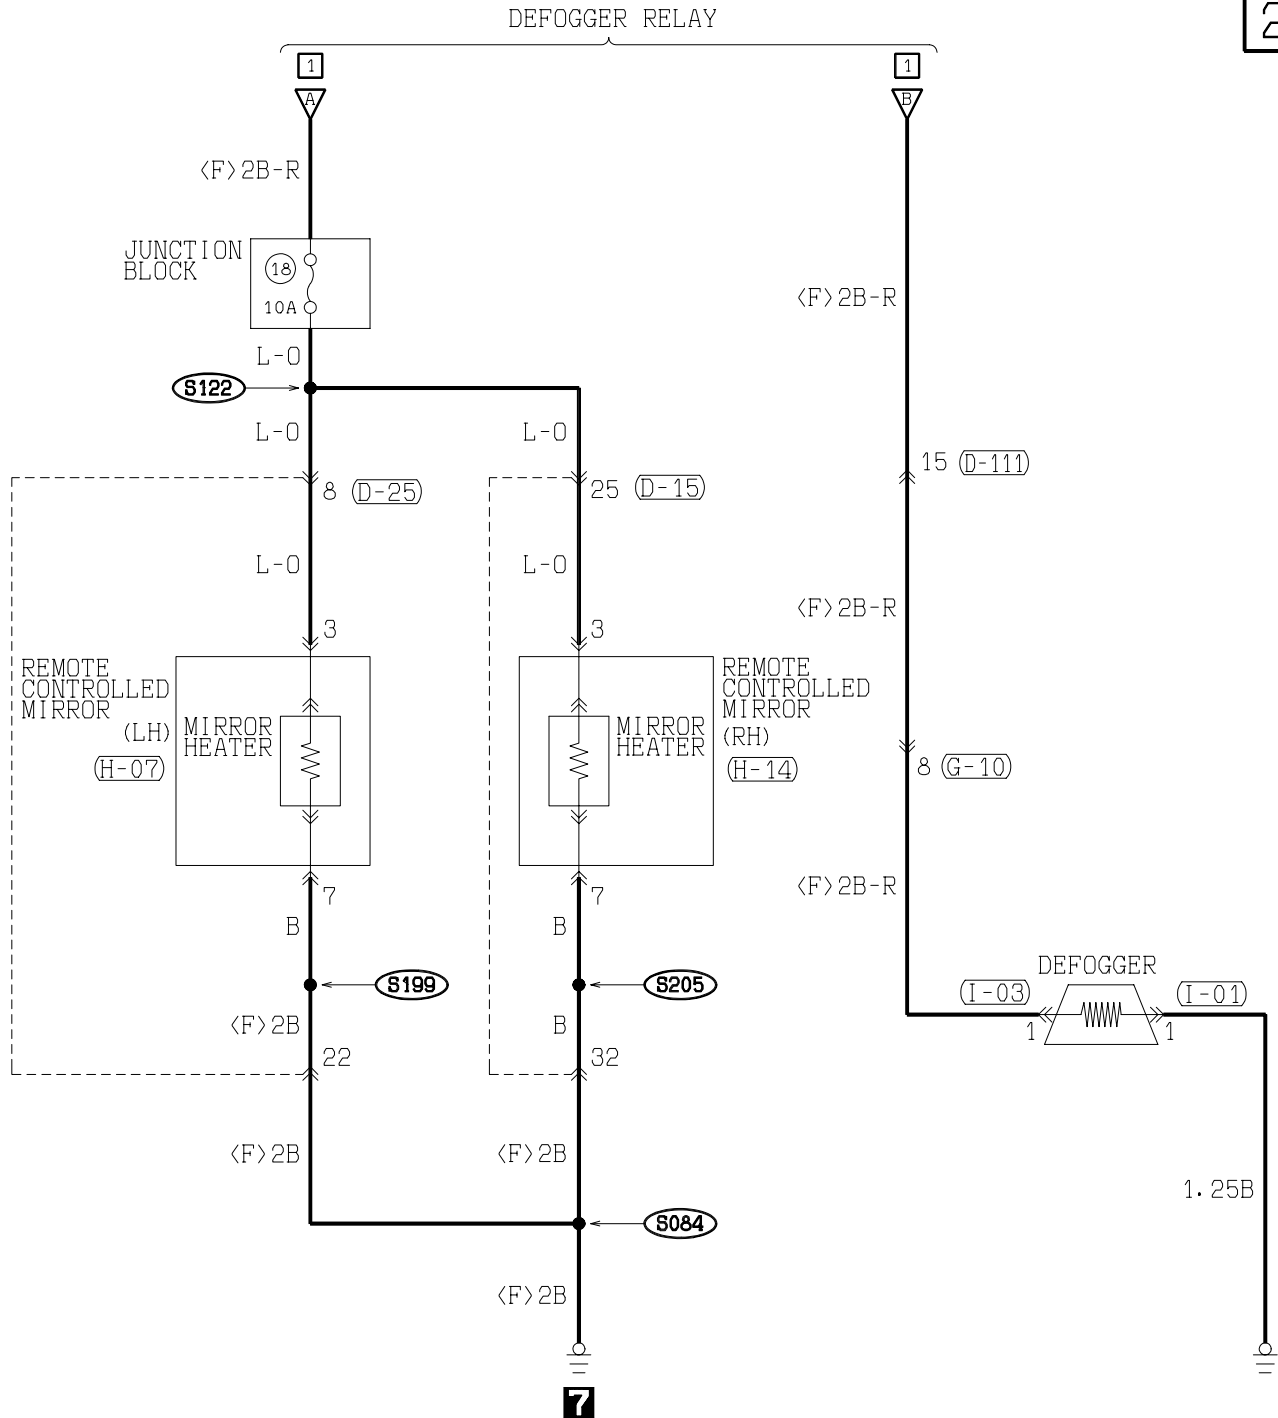 DEFOGGER RELAY
2
1
1
A
B
<F>2B-R
JUNCTION
BLOCK
18
10A
<F>2B-R
L-O
S122
L-O
L-O
15 (D-111)
8 (D-25)
25 (D-15)
L-O
L-O
<F>2B-R
3
3
REMOTE
CONTROLLED
MIRROR
(LH)
(H-07)
MIRROR
HEATER
MIRROR
HEATER
REMOTE
CONTROLLED
MIRROR
(RH)
(H-14)
8 (G-10)
<F>2B-R
7
7
B
B
DEFOGGER
S199
S205
(I-03)
(I-01)
<F>2B
B
1
1
22
32
<F>2B
<F>2B
1.25B
S084
<F>2B
7